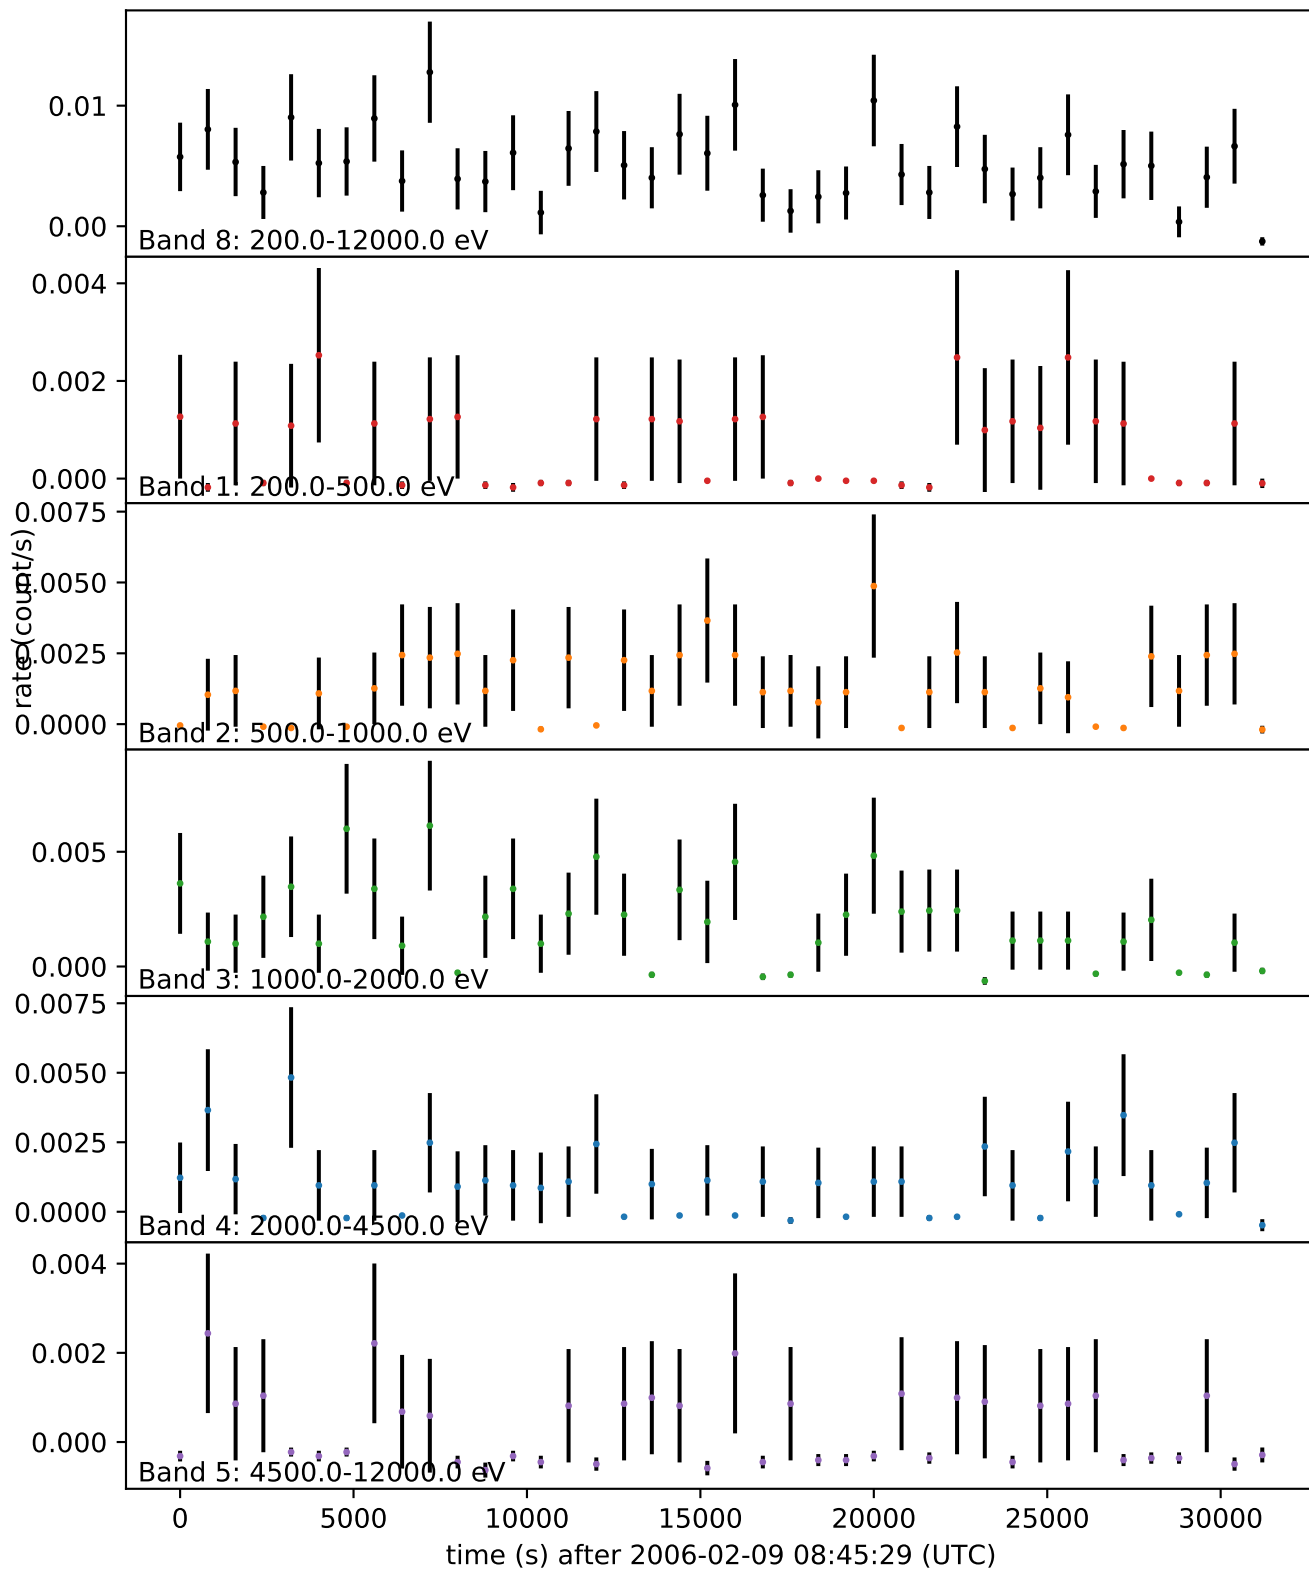 0.01
0.00
Band 8: 200.0-12000.0 eV
0.004
0.002
0.000
Band 1: 200.0-500.0 eV
0.0075
0.0050
0.0025
0.0000
Band 2: 500.0-1000.0 eV
rate (count/s)
0.005
0.000
Band 3: 1000.0-2000.0 eV
0.0075
0.0050
0.0025
0.0000
Band 4: 2000.0-4500.0 eV
0.004
0.002
0.000
Band 5: 4500.0-12000.0 eV
0 5000 10000 15000 20000 25000 30000
time (s) after 2006-02-09 08:45:29 (UTC)